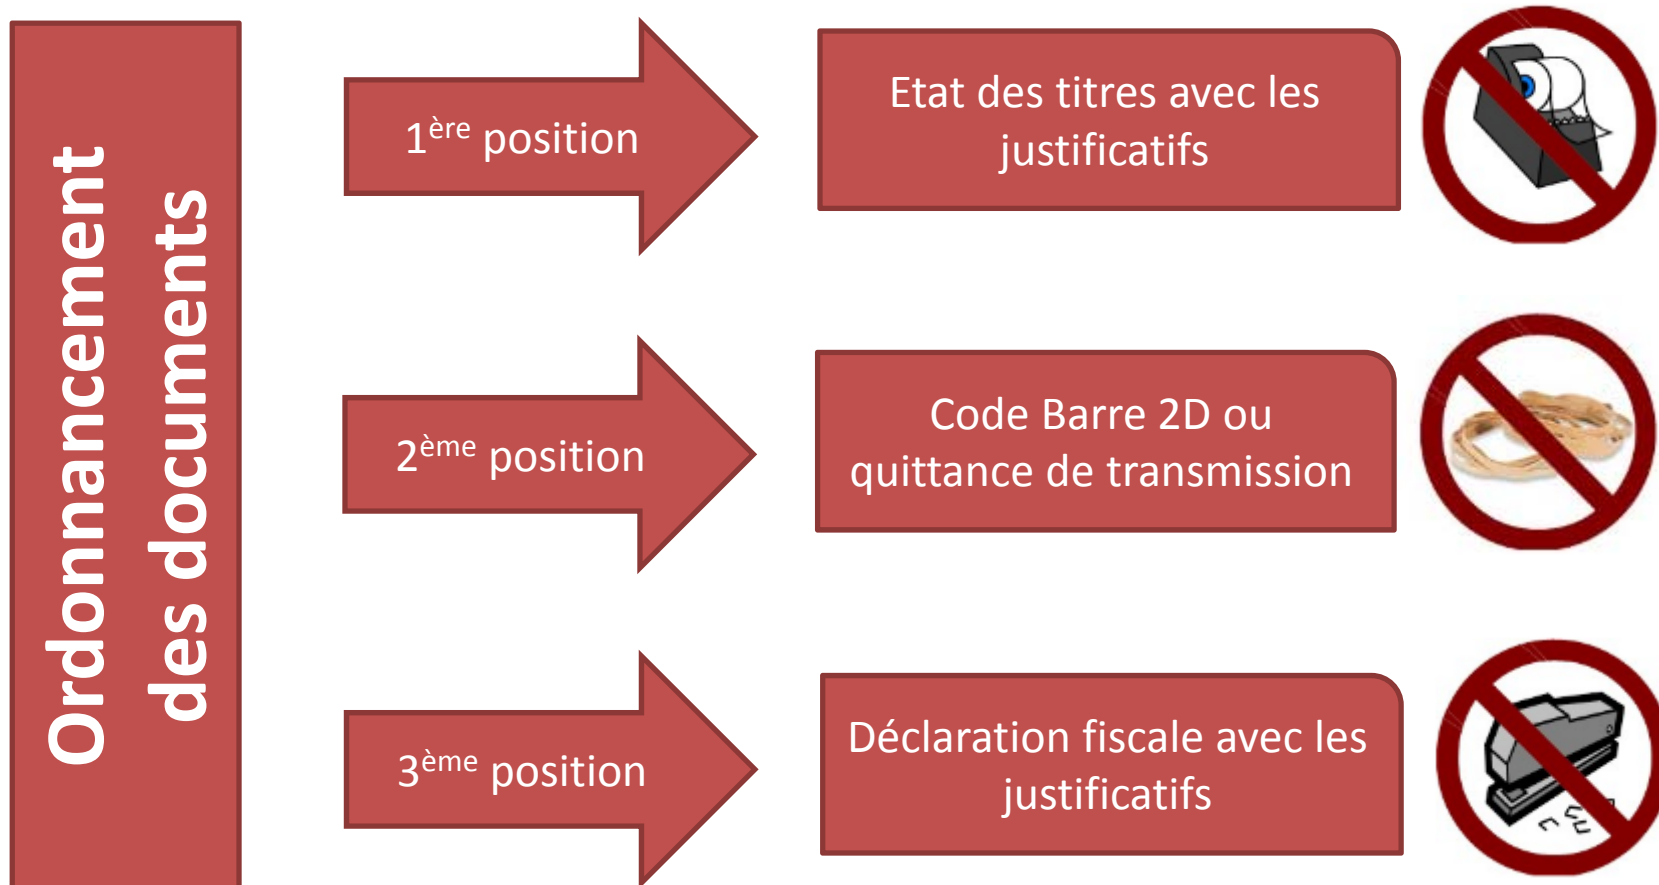 Ordonnancement
des documents
1ère position
Etat des titres avec les
justificatifs
2ème position
Code Barre 2D ou
quittance de transmission
3ème position
Déclaration fiscale avec les
justificatifs